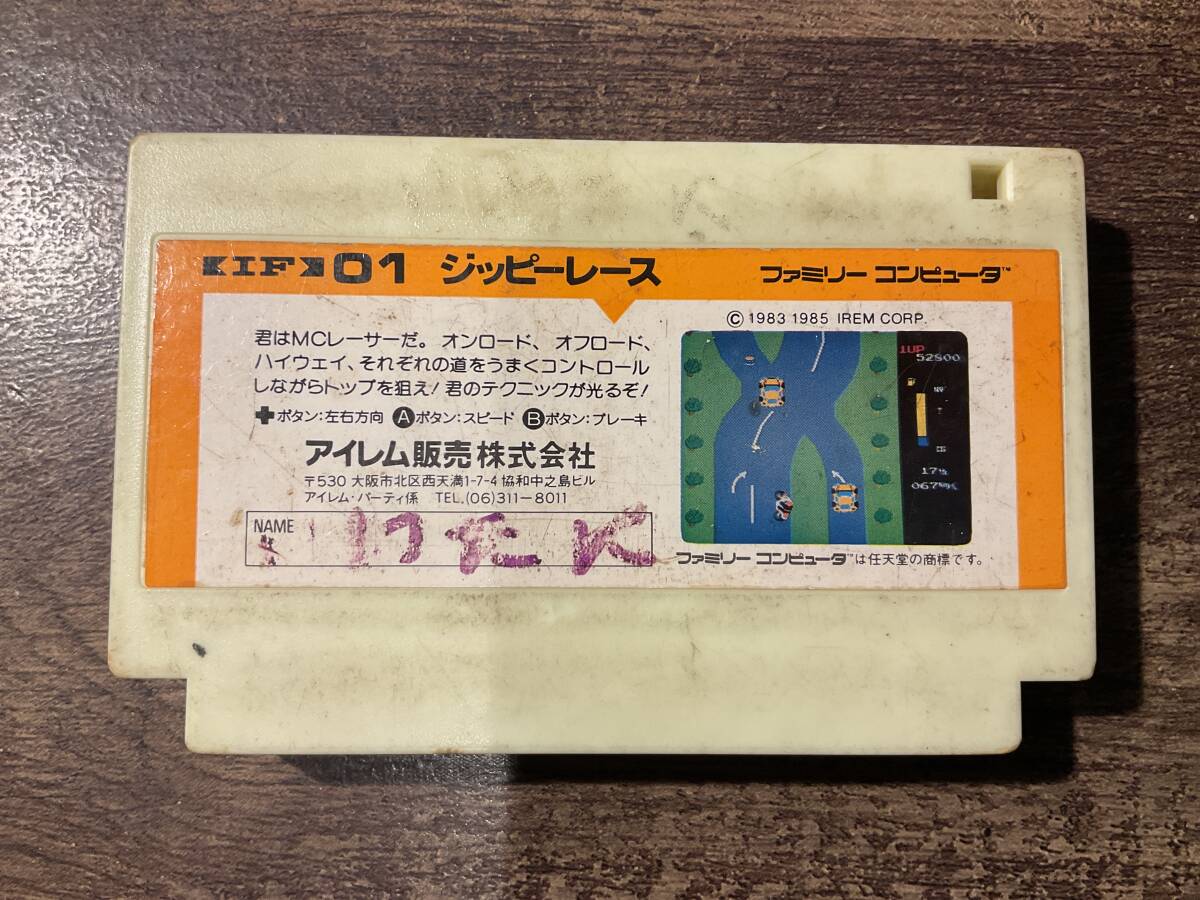 IF 01 ジッピーレース ファミリー コンピュータ™
君はMCレーサーだ。オンロード、オフロード、
ハイウェイ、それぞれの道をうまくコントロール
しながらトップを狙え!君のテクニックが光るぞ!
✚ボタン:左右方向 Ⓐボタン:スピード Ⓑボタン:ブレーキ
アイレム販売株式会社
〒530 大阪市北区西天満1-7-4 協和中之島ビル
アイレム・パーティ係 TEL.(06)311-8011
NAME
© 1983 1985 IREM CORP.
1UP
52800
ファミリー コンピュータ™は任天堂の商標です。